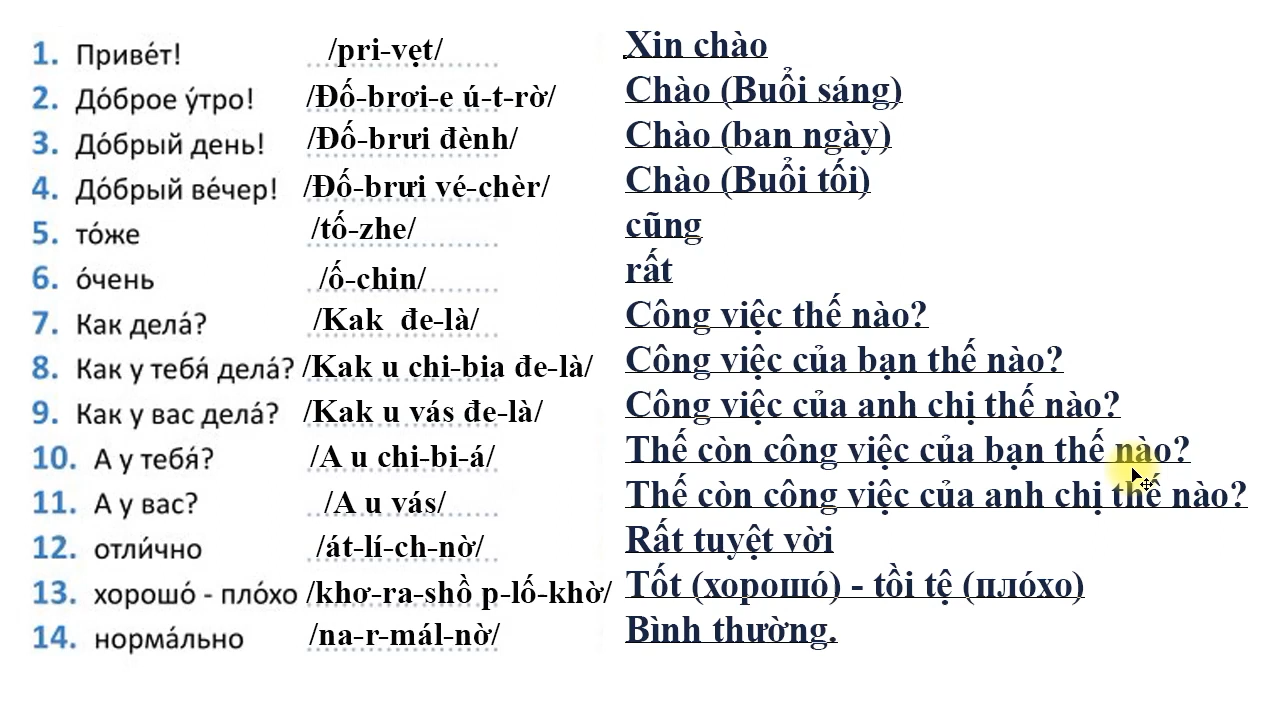 1. Приве́т! /pri-vẹt/ Xin chào
2. До́брое у́тро! /Đố-brơi-e ú-t-rờ/ Chào (Buổi sáng)
3. До́брый день! /Đố-brưi đènh/ Chào (ban ngày)
4. До́брый ве́чер! /Đố-brưi vé-chèr/ Chào (Buổi tối)
5. то́же /tố-zhe/ cũng
6. о́чень /ố-chin/ rất
7. Как дела́? /Kak đe-là/ Công việc thế nào?
8. Как у тебя́ дела́? /Kak u chi-bia đe-là/ Công việc của bạn thế nào?
9. Как у вас дела́? /Kak u vás đe-là/ Công việc của anh chị thế nào?
10. А у тебя́? /A u chi-bi-á/ Thế còn công việc của bạn thế nào?
11. А у вас? /A u vás/ Thế còn công việc của anh chị thế nào?
12. отли́чно /át-lí-ch-nờ/ Rất tuyệt vời
13. хорошо́ - пло́хо /khơ-ra-shồ p-lố-khờ/ Tốt (хорошо́) - tồi tệ (пло́хо)
14. норма́льно /na-r-mál-nờ/ Bình thường.